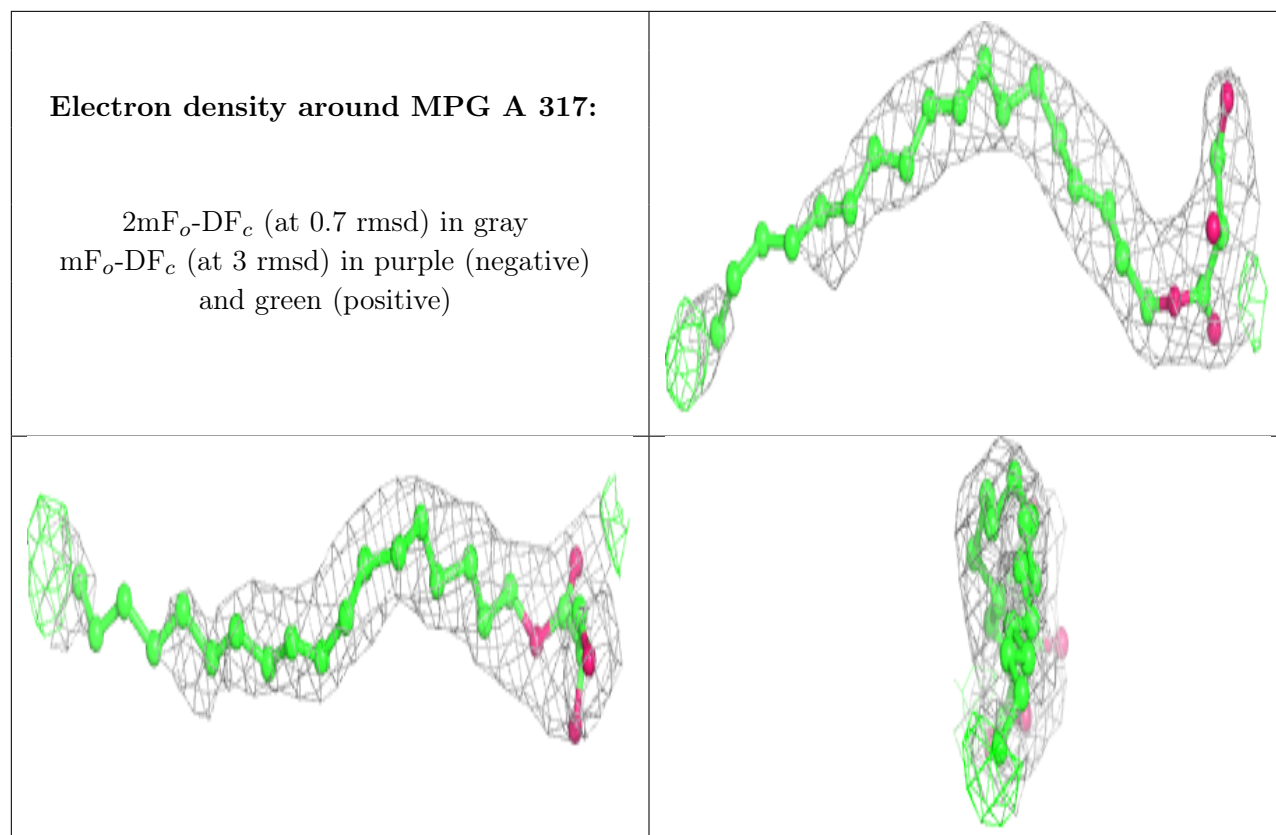 Electron density around MPG A 317:
2mFo-DFc (at 0.7 rmsd) in gray
mFo-DFc (at 3 rmsd) in purple (negative)
and green (positive)